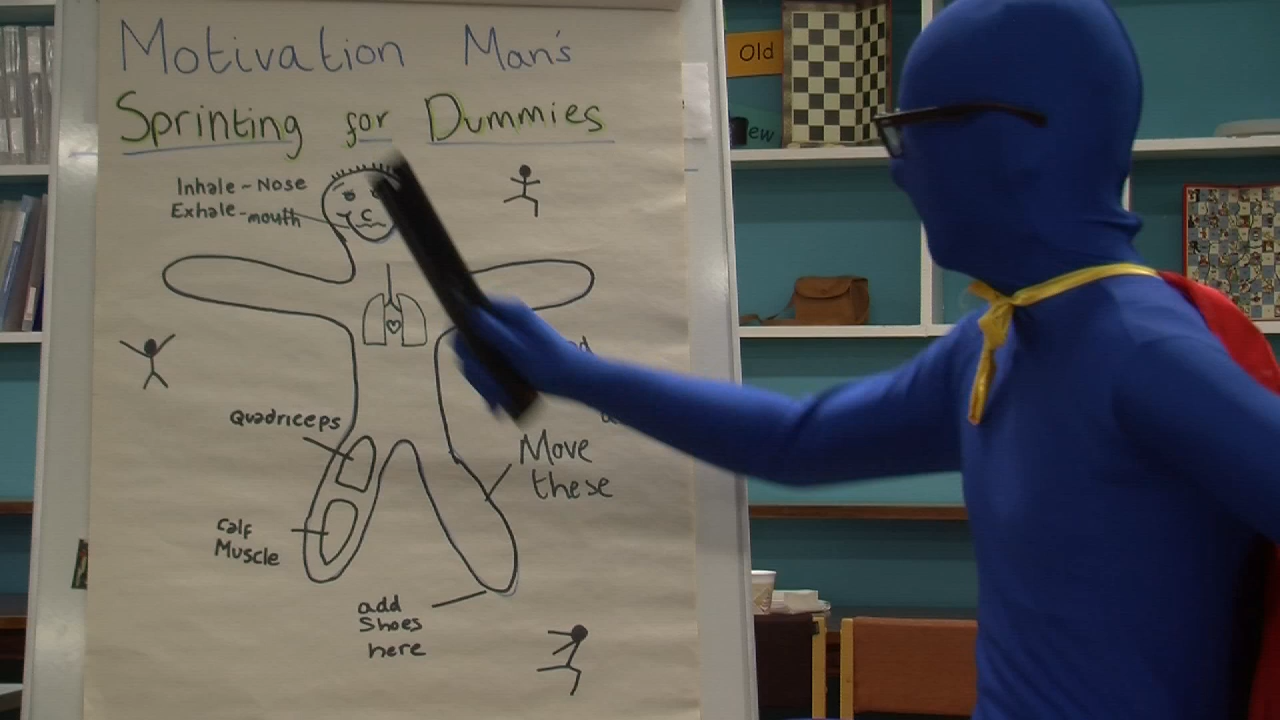 Motivation Man's
Sprinting for Dummies
Inhale - Nose
Exhale - mouth
Quadriceps
Move
these
Calf
Muscle
add
Shoes
here
Old